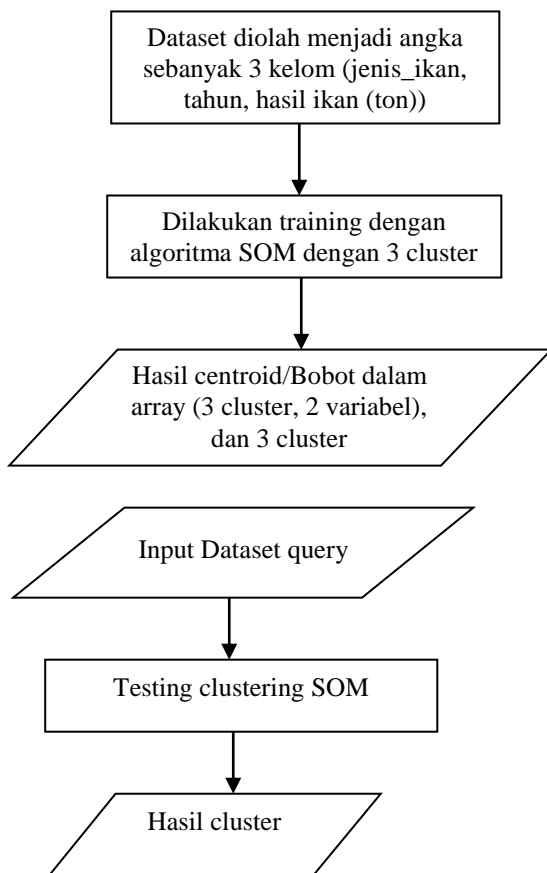 Dataset diolah menjadi angka
sebanyak 3 kelom (jenis_ikan,
tahun, hasil ikan (ton))
Dilakukan training dengan
algoritma SOM dengan 3 cluster
Hasil centroid/Bobot dalam
array (3 cluster, 2 variabel),
dan 3 cluster
Input Dataset query
Testing clustering SOM
Hasil cluster